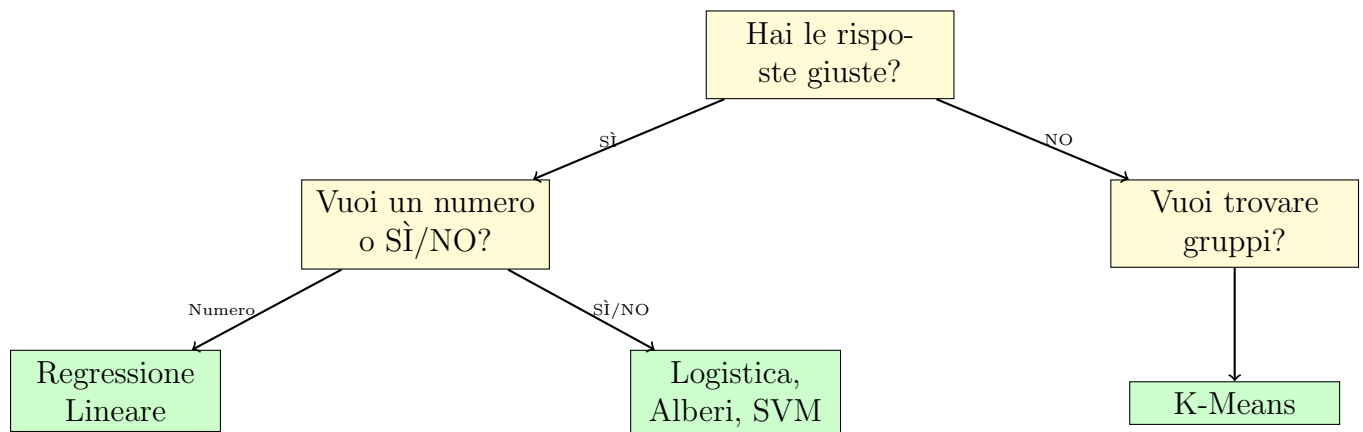 Hai le rispo-
ste giuste?
SÌ
NO
Vuoi un numero
o SÌ/NO?
Vuoi trovare
gruppi?
Numero
SÌ/NO
Regressione
Lineare
Logistica,
Alberi, SVM
K-Means